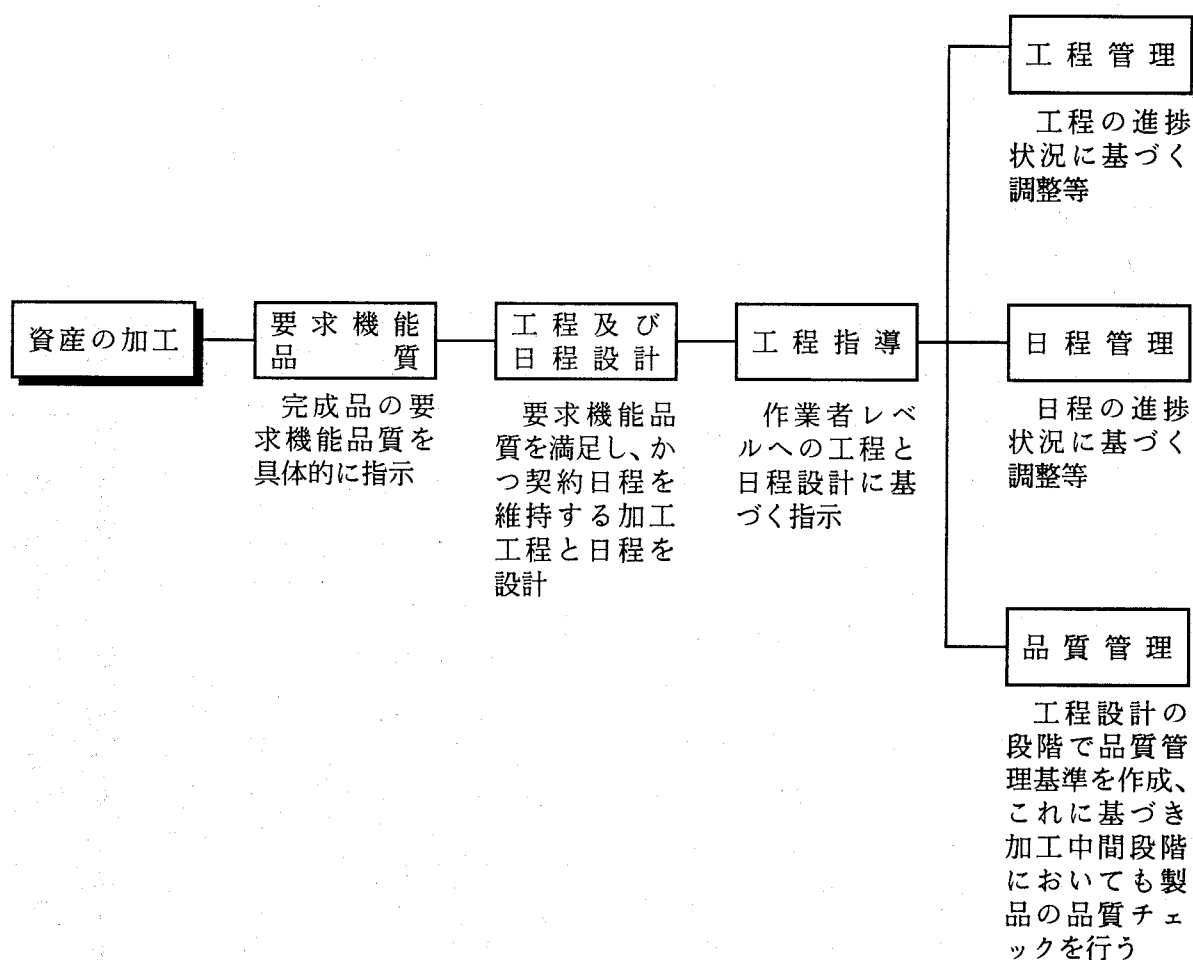 資産の加工
要求機能
品質
完成品の要
求機能品質を
具体的に指示
工程及び
日程設計
要求機能品
質を満足し、か
つ契約日程を
維持する加工
工程と日程を
設計
工程指導
作業者レベ
ルへの工程と
日程設計に基
づく指示
工程管理
工程の進捗
状況に基づく
調整等
日程管理
日程の進捗
状況に基づく
調整等
品質管理
工程設計の
段階で品質管
理基準を作成、
これに基づき
加工中間段階
においても製
品の品質チェ
ックを行う